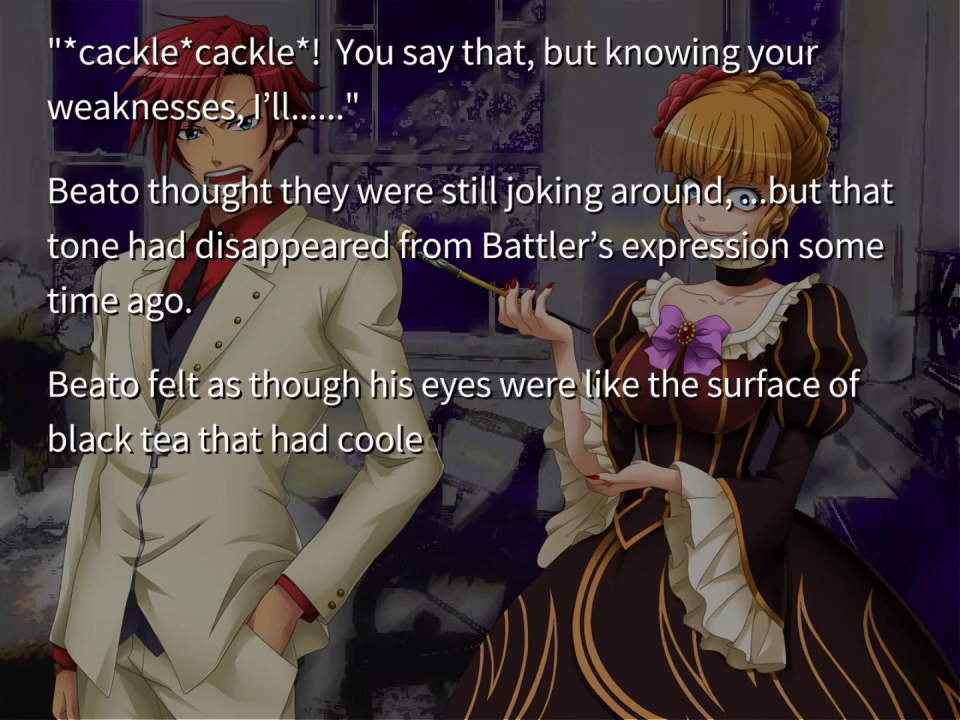 "*cackle*cackle*!  You say that, but knowing your
weaknesses, I’ll......"
Beato thought they were still joking around, ...but that
tone had disappeared from Battler’s expression some
time ago.
Beato felt as though his eyes were like the surface of
black tea that had cooled